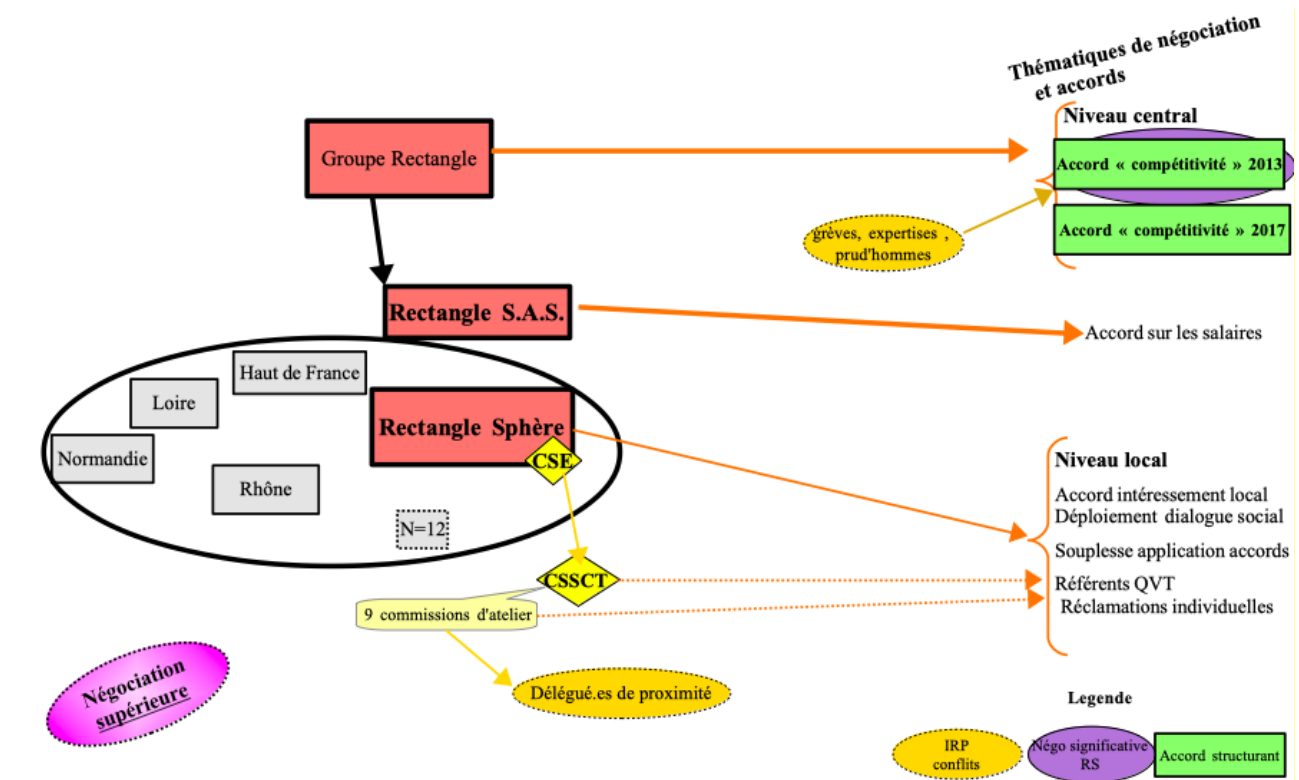 Thématiques de négociation
et accords
Niveau central
Groupe Rectangle
Accord « compétitivité » 2013
Accord « compétitivité » 2017
grèves, expertises ,
prud'hommes
Rectangle S.A.S.
Accord sur les salaires
Haut de France
Loire
Rectangle Sphère
Normandie
CSE
Rhône
N=12
Niveau local
Accord intéressement local
Déploiement dialogue social
Souplesse application accords
CSSCT
Référents QVT
Réclamations individuelles
9 commissions d'atelier
Négociation
supérieure
Délégué.es de proximité
Legende
IRP
conflits
Négo significative
RS
Accord structurant